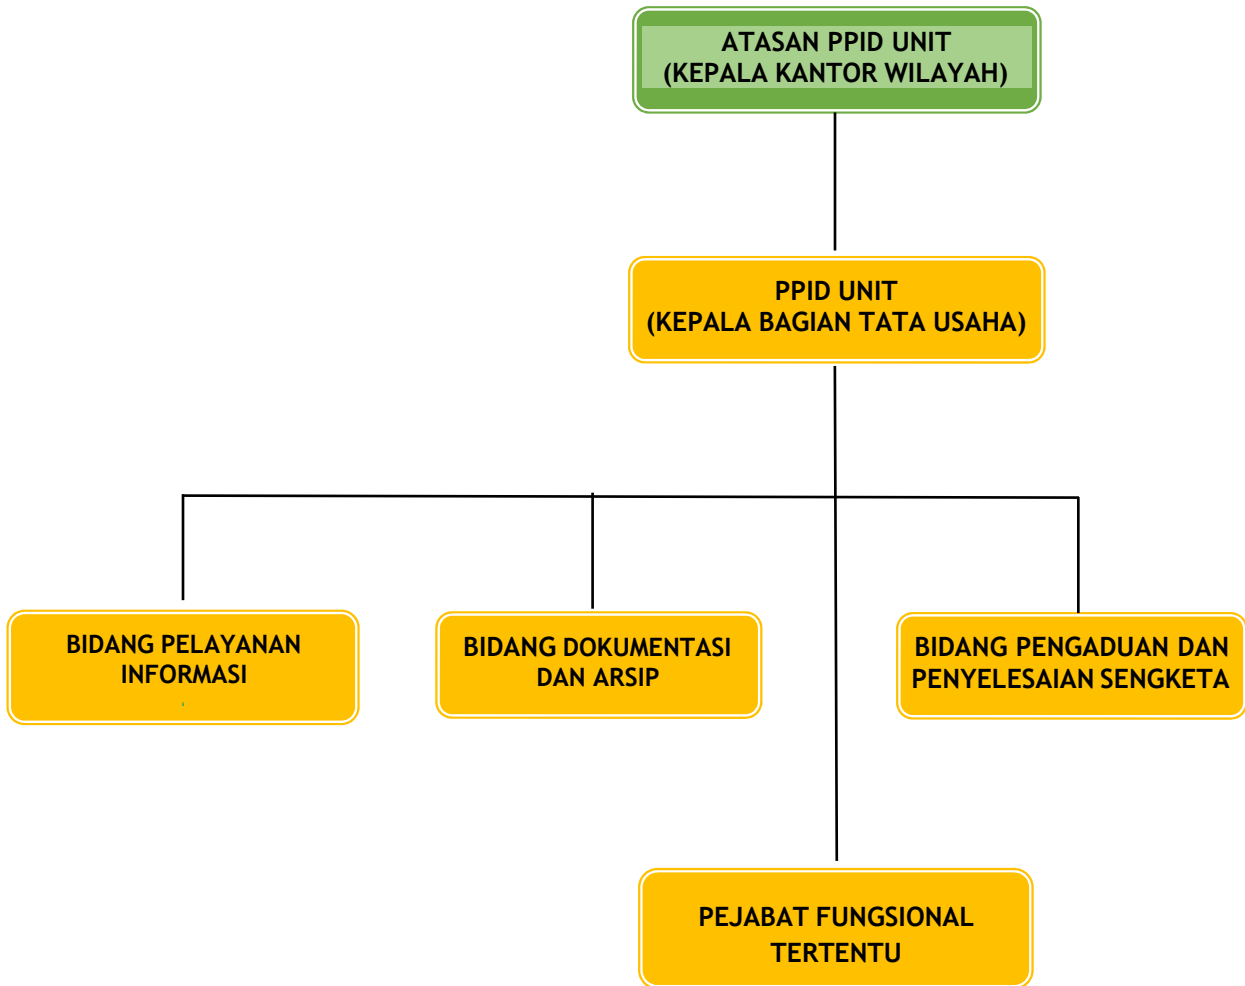 ATASAN PPID UNIT
(KEPALA KANTOR WILAYAH)
PPID UNIT
(KEPALA BAGIAN TATA USAHA)
BIDANG PELAYANAN
INFORMASI
BIDANG DOKUMENTASI
DAN ARSIP
BIDANG PENGADUAN DAN
PENYELESAIAN SENGKETA
PEJABAT FUNGSIONAL
TERTENTU